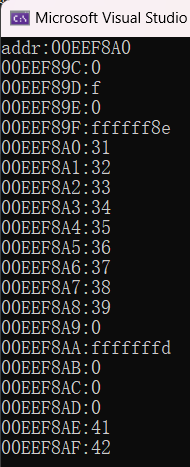 Microsoft Visual Studio
addr:00EEF8A0
00EEF89C:0
00EEF89D:f
00EEF89E:0
00EEF89F:ffffff8e
00EEF8A0:31
00EEF8A1:32
00EEF8A2:33
00EEF8A3:34
00EEF8A4:35
00EEF8A5:36
00EEF8A6:37
00EEF8A7:38
00EEF8A8:39
00EEF8A9:0
00EEF8AA:fffffffd
00EEF8AB:0
00EEF8AC:0
00EEF8AD:0
00EEF8AE:41
00EEF8AF:42